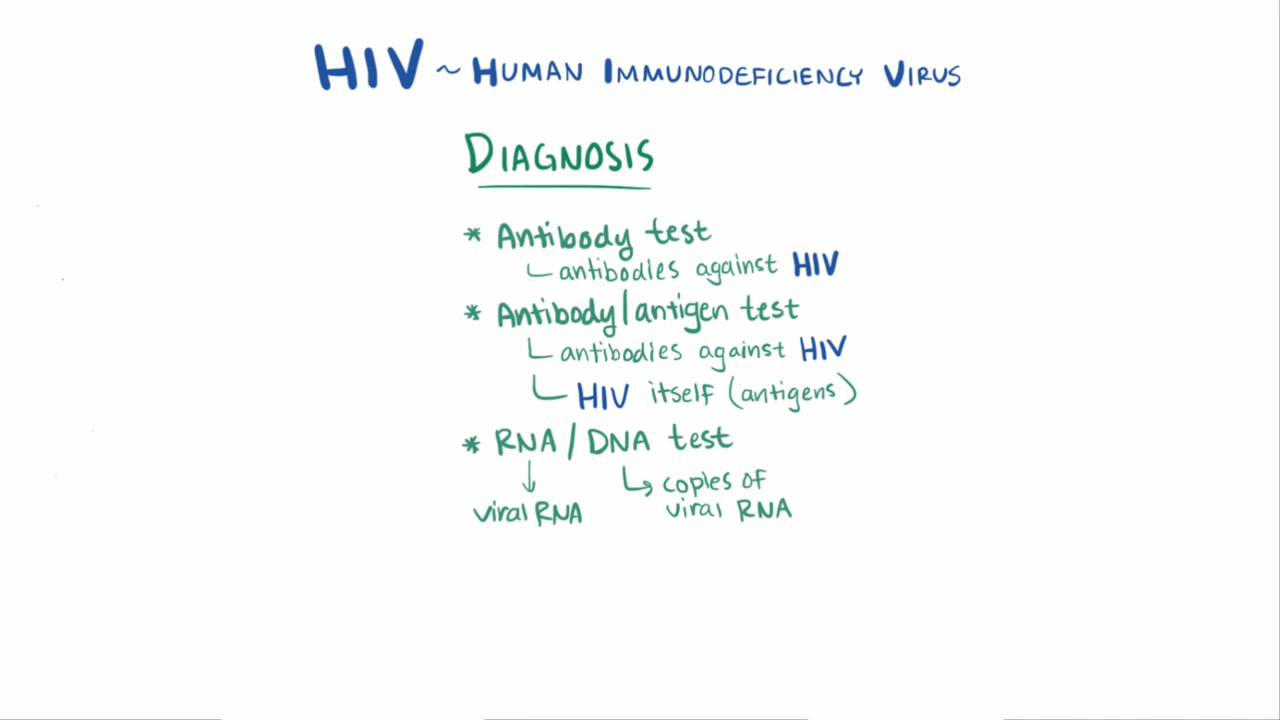 HIV ~ HUMAN IMMUNODEFICIENCY VIRUS
DIAGNOSIS
* Antibody test
antibodies against HIV
* Antibody/antigen test
antibodies against HIV
HIV itself (antigens)
* RNA/DNA test
viral RNA
copies of
viral RNA